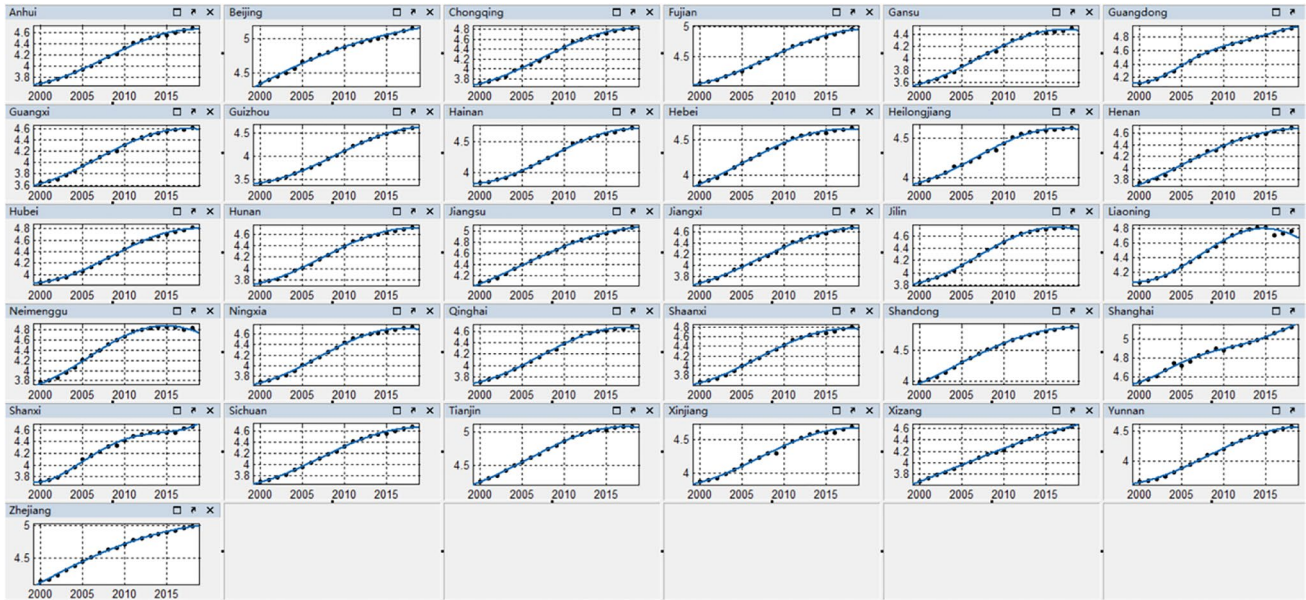 Anhui
4.6
4.4
4.2
4
3.8
2000 2005 2010 2015
Beijing
5
4.5
2000 2005 2010 2015
Chongqing
4.8
4.6
4.4
4.2
4
3.8
2000 2005 2010 2015
Fujian
5
4.5
2000 2005 2010 2015
Gansu
4.4
4.2
4
3.8
3.6
2000 2005 2010 2015
Guangdong
4.8
4.6
4.4
4.2
2000 2005 2010 2015
Guangxi
4.6
4.4
4.2
4
3.8
3.6
2000 2005 2010 2015
Guizhou
4.5
4
3.5
2000 2005 2010 2015
Hainan
4.5
4
2000 2005 2010 2015
Hebei
4.5
4
2000 2005 2010 2015
Heilongjiang
4.5
4
2000 2005 2010 2015
Henan
4.6
4.4
4.2
4
3.8
2000 2005 2010 2015
Hubei
4.8
4.6
4.4
4.2
4
2000 2005 2010 2015
Hunan
4.6
4.4
4.2
4
3.8
2000 2005 2010 2015
Jiangsu
5
4.8
4.6
4.4
4.2
2000 2005 2010 2015
Jiangxi
4.6
4.4
4.2
4
3.8
2000 2005 2010 2015
Jilin
4.6
4.4
4.2
4
3.8
2000 2005 2010 2015
Liaoning
4.8
4.6
4.4
4.2
2000 2005 2010 2015
Neimenggu
4.8
4.6
4.4
4.2
4
3.8
2000 2005 2010 2015
Ningxia
4.6
4.4
4.2
4
3.8
2000 2005 2010 2015
Qinghai
4.6
4.4
4.2
4
3.8
2000 2005 2010 2015
Shaanxi
4.8
4.6
4.4
4.2
4
3.8
2000 2005 2010 2015
Shandong
4.5
4
2000 2005 2010 2015
Shanghai
5
4.8
4.6
2000 2005 2010 2015
Shanxi
4.6
4.4
4.2
4
3.8
2000 2005 2010 2015
Sichuan
4.6
4.4
4.2
4
3.8
2000 2005 2010 2015
Tianjin
5
4.5
2000 2005 2010 2015
Xinjiang
4.5
4
2000 2005 2010 2015
Xizang
4.6
4.4
4.2
4
3.8
2000 2005 2010 2015
Yunnan
4.5
4
2000 2005 2010 2015
Zhejiang
5
4.5
2000 2005 2010 2015